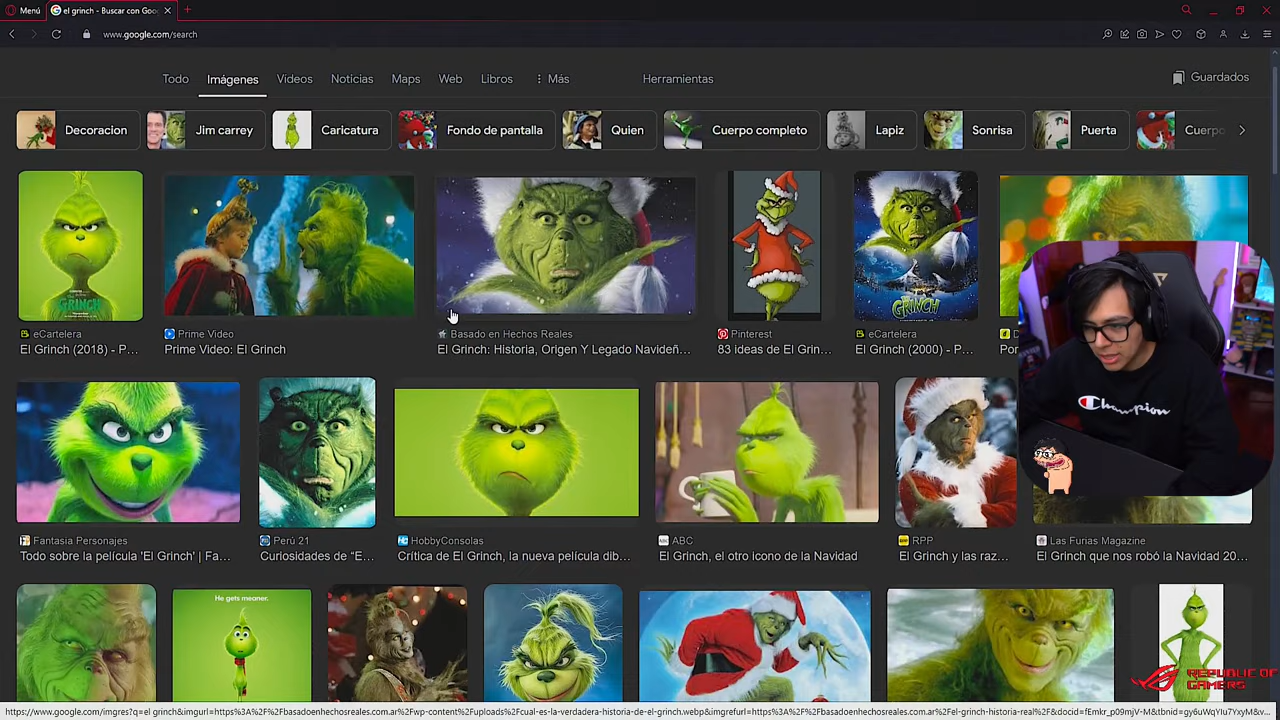 Menú
el grinch - Buscar con Goo
www.google.com/search
Todo
Imágenes
Videos
Noticias
Maps
Web
Libros
Más
Herramientas
Guardados
Decoracion
Jim carrey
Caricatura
Fondo de pantalla
Quien
Cuerpo completo
Lapiz
Sonrisa
Puerta
Cuerpo
GRINCH
GRINCH
eCartelera
El Grinch (2018) - P...
Prime Video
Prime Video: El Grinch
Basado en Hechos Reales
El Grinch: Historia, Origen Y Legado Navideñ...
Pinterest
83 ideas de El Grin...
eCartelera
El Grinch (2000) - P...
D
Por
Champion
Fantasia Personajes
Todo sobre la película 'El Grinch' | Fa...
Perú 21
Curiosidades de “E...
HobbyConsolas
Crítica de El Grinch, la nueva película dib...
ABC
El Grinch, el otro icono de la Navidad
RPP
El Grinch y las raz...
Las Furias Magazine
El Grinch que nos robó la Navidad 20...
He gets meaner.
REPUBLIC OF
GAMERS